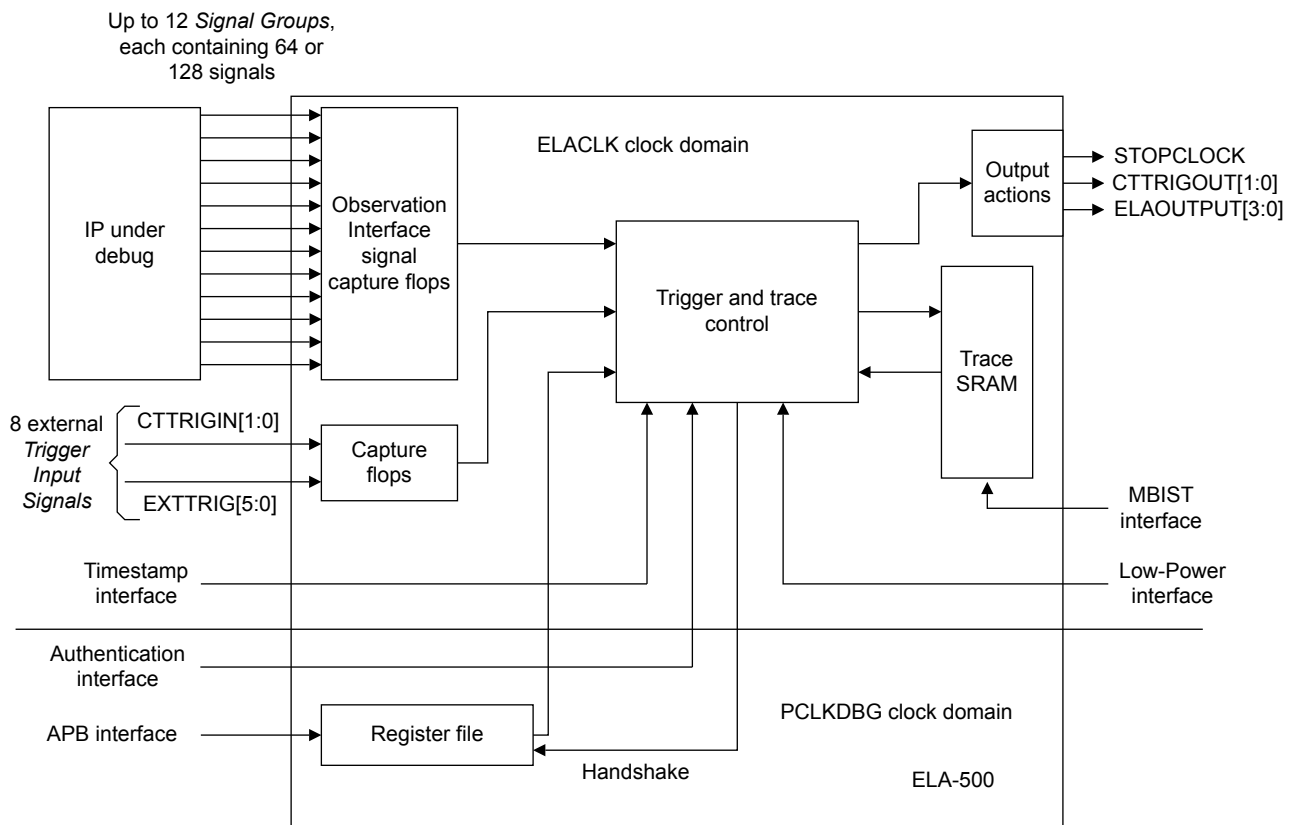 Up to 12 Signal Groups,
each containing 64 or
128 signals
ELACLK clock domain
IP under
debug
Observation
Interface
signal
capture flops
Output
actions
STOPCLOCK
CTTRIGOUT[1:0]
ELAOUTPUT[3:0]
Trigger and trace
control
Trace
SRAM
8 external
Trigger
Input
Signals
CTTRIGIN[1:0]
EXTTRIG[5:0]
Capture
flops
MBIST
interface
Timestamp
interface
Low-Power
interface
Authentication
interface
APB interface
Register file
Handshake
PCLKDBG clock domain
ELA-500